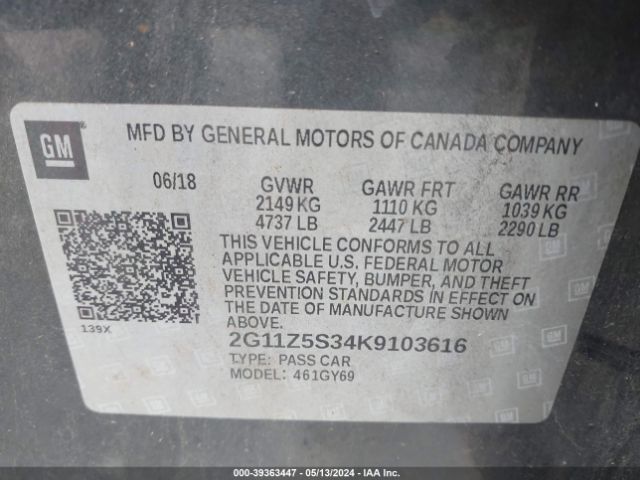 GM
MFD BY GENERAL MOTORS OF CANADA COMPANY
06/18 GVWR GAWR FRT GAWR RR
2149 KG 1110 KG 1039 KG
4737 LB 2447 LB 2290 LB
THIS VEHICLE CONFORMS TO ALL
APPLICABLE U.S. FEDERAL MOTOR
VEHICLE SAFETY, BUMPER, AND THEFT
PREVENTION STANDARDS IN EFFECT ON
THE DATE OF MANUFACTURE SHOWN
ABOVE.
139X
2G11Z5S34K9103616
TYPE: PASS CAR
MODEL: 461GY69
000-39363447 - 05/13/2024 - IAA Inc.